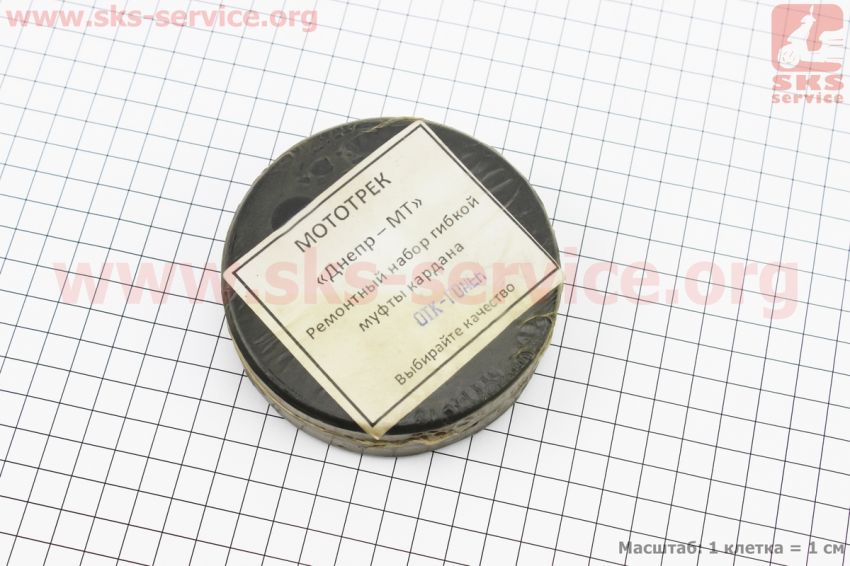 www.sks-service.org
SKS
service
МОТОТРЕК
«Днепр – МТ»
Ремонтный набор гибкой
муфты кардана
ОТК-
Выбирайте качество
www.sks-service.org
Масштаб: 1 клетка = 1 см